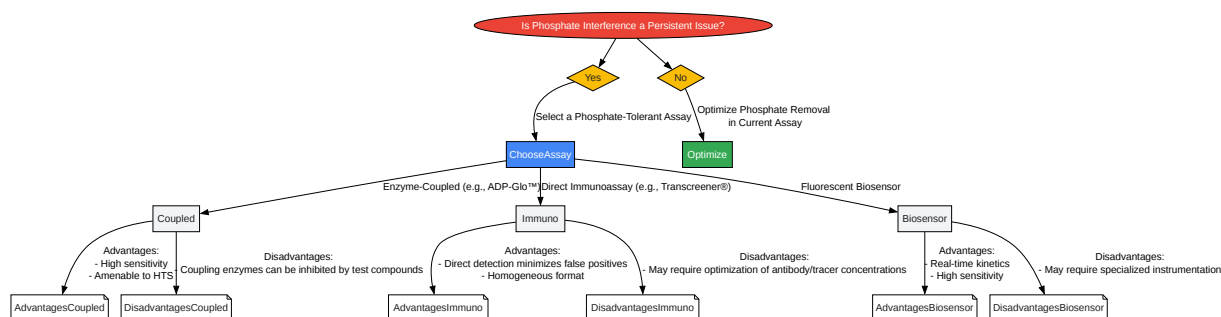 Is Phosphate Interference a Persistent Issue?
Yes
No
Select a Phosphate-Tolerant Assay
Optimize Phosphate Removal
in Current Assay
ChooseAssay
Optimize
Enzyme-Coupled (e.g., ADP-Glo™)
Direct Immunoassay (e.g., Transcreener®)
Fluorescent Biosensor
Coupled
Immuno
Biosensor
Advantages:
- High sensitivity
- Amenable to HTS
Disadvantages:
- Coupling enzymes can be inhibited by test compounds
Advantages:
- Direct detection minimizes false positives
- Homogeneous format
Disadvantages:
- May require optimization of antibody/tracer concentrations
Advantages:
- Real-time kinetics
- High sensitivity
Disadvantages:
- May require specialized instrumentation
AdvantagesCoupled
DisadvantagesCoupled
AdvantagesImmuno
DisadvantagesImmuno
AdvantagesBiosensor
DisadvantagesBiosensor